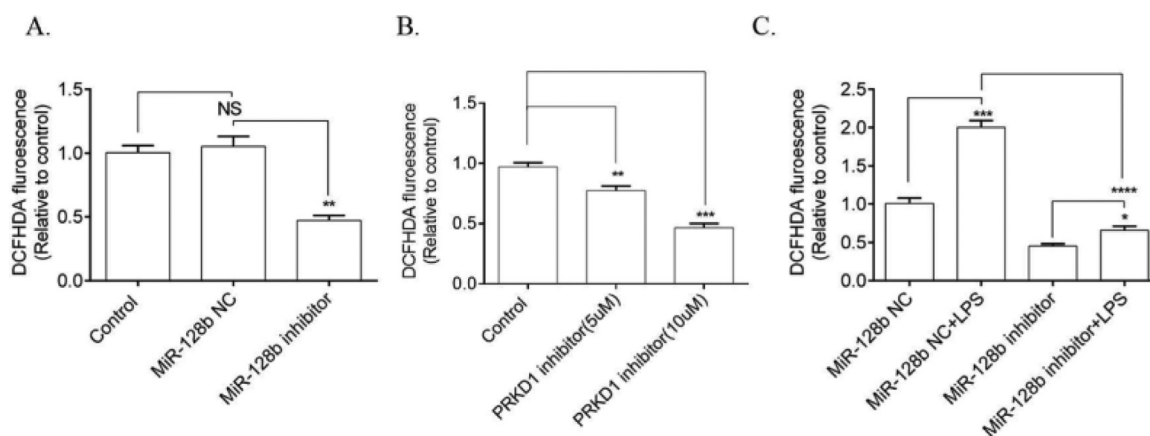 A.
DCFHDA fluroescence
(Relative to control)
1.5
1.0
0.5
0.0
NS
**
Control
MiR-128b NC
MiR-128b inhibitor
B.
DCFHDA fluroescence
(Relative to control)
1.5
1.0
0.5
0.0
**
***
Control
PRKD1 inhibitor(5uM)
PRKD1 inhibitor(10uM)
C.
DCFHDA fluroescence
(Relative to control)
2.5
2.0
1.5
1.0
0.5
0.0
***
****
*
MiR-128b NC
MiR-128b NC+LPS
MiR-128b inhibitor
MiR-128b inhibitor+LPS